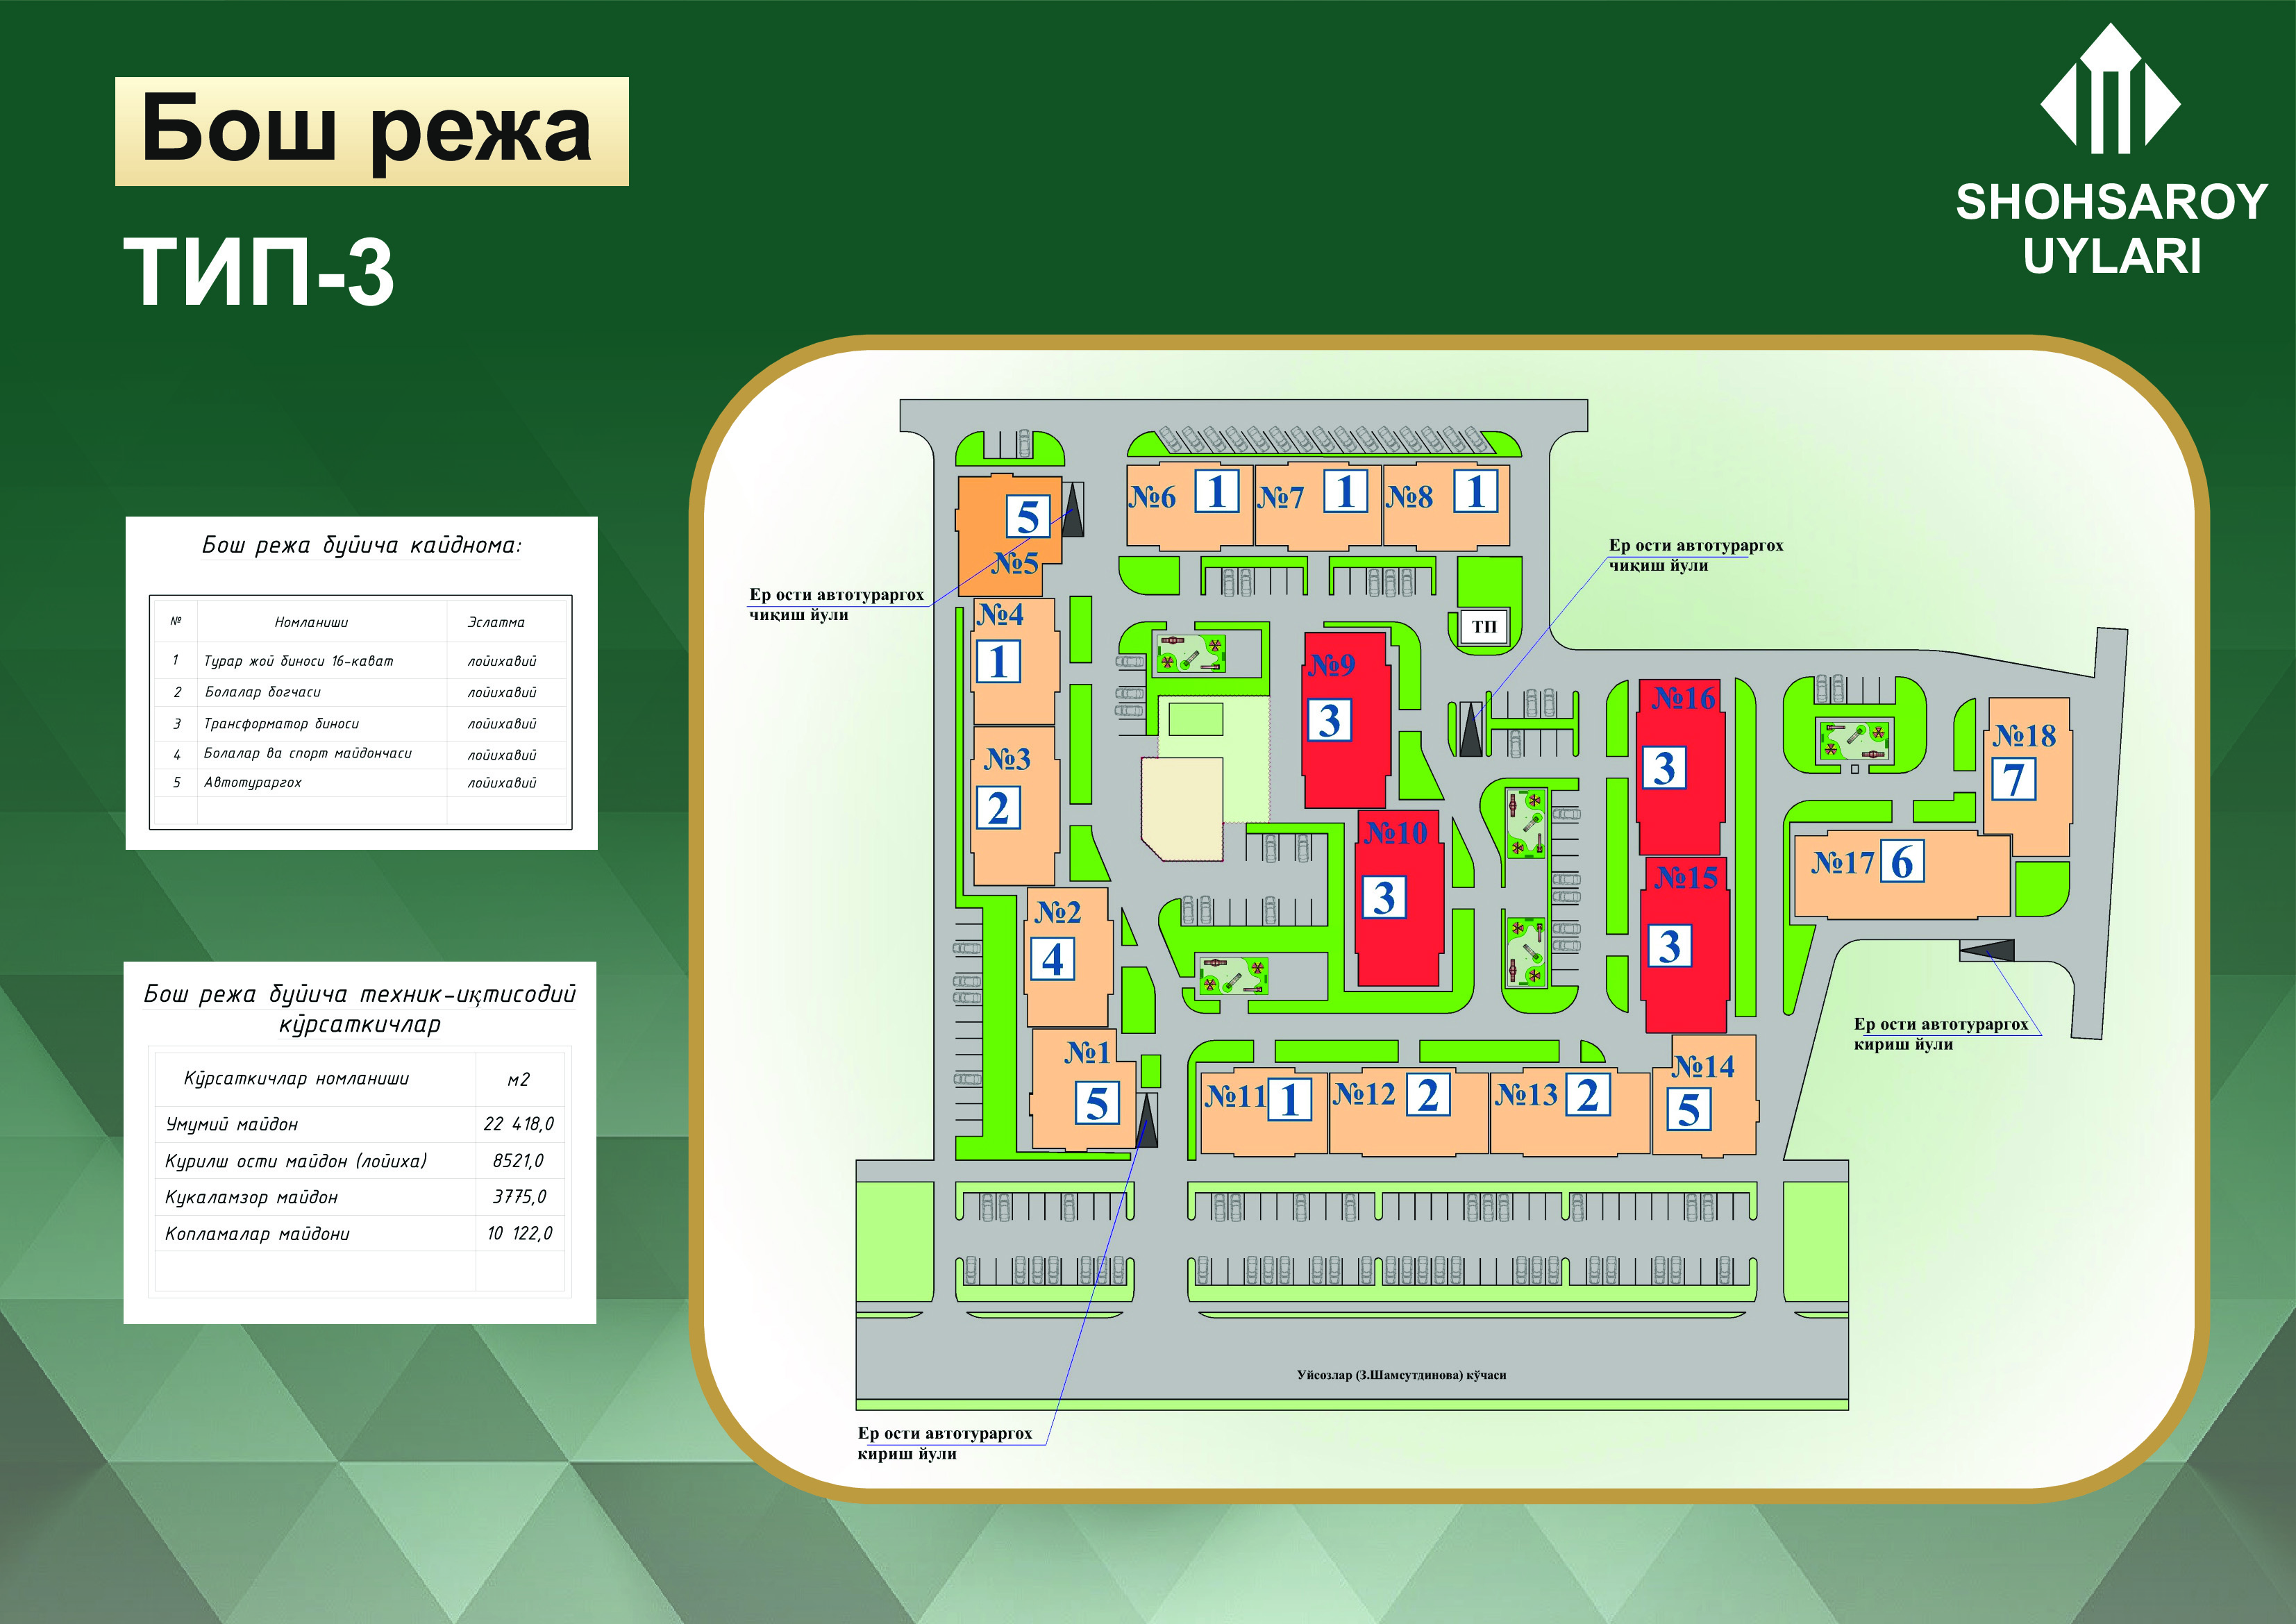 Бош режа
ТИП-3
SHOHSAROY
UYLARI
Бош режа буйича кайднома:
№ Номланиши Эслатма
1 Турар жой биноси 16-кават лойихавий
2 Болалар богчаси лойихавий
3 Трансформатор биноси лойихавий
4 Болалар ва спорт майдончаси лойихавий
5 Автотураргох лойихавий
Бош режа буйича техник-иқтисодий
кўрсаткичлар
Кўрсаткичлар номланиши м2
Умумий майдон 22 418,0
Курилш ости майдон (лойиха) 8521,0
Кукаламзор майдон 3775,0
Копламалар майдони 10 122,0
5
№5
№6 1
№7 1
№8 1
Ер ости автотураргох
чиқиш йули
Ер ости автотураргох
чиқиш йули
№4
1
ТП
№9
3
№16
3
№18
7
№3
2
№10
3
№17 6
№15
3
№2
4
Ер ости автотураргох
кириш йули
№1
5
№11 1
№12 2
№13 2
№14
5
Уйсозлар (З.Шамсутдинова) кўчаси
Ер ости автотураргох
кириш йули